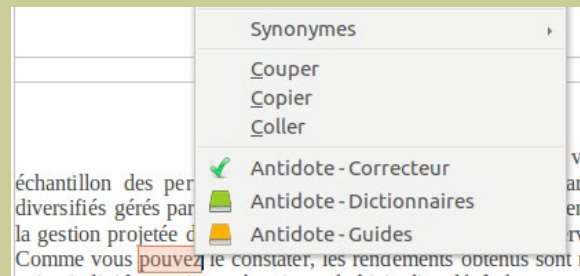 Synonymes
Couper
Copier
Coller
Antidote - Correcteur
Antidote - Dictionnaires
Antidote - Guides
échantillon des per
diversifiés gérés par
la gestion projetée d
Comme vous pouvez le constater, les rendements obtenus sont